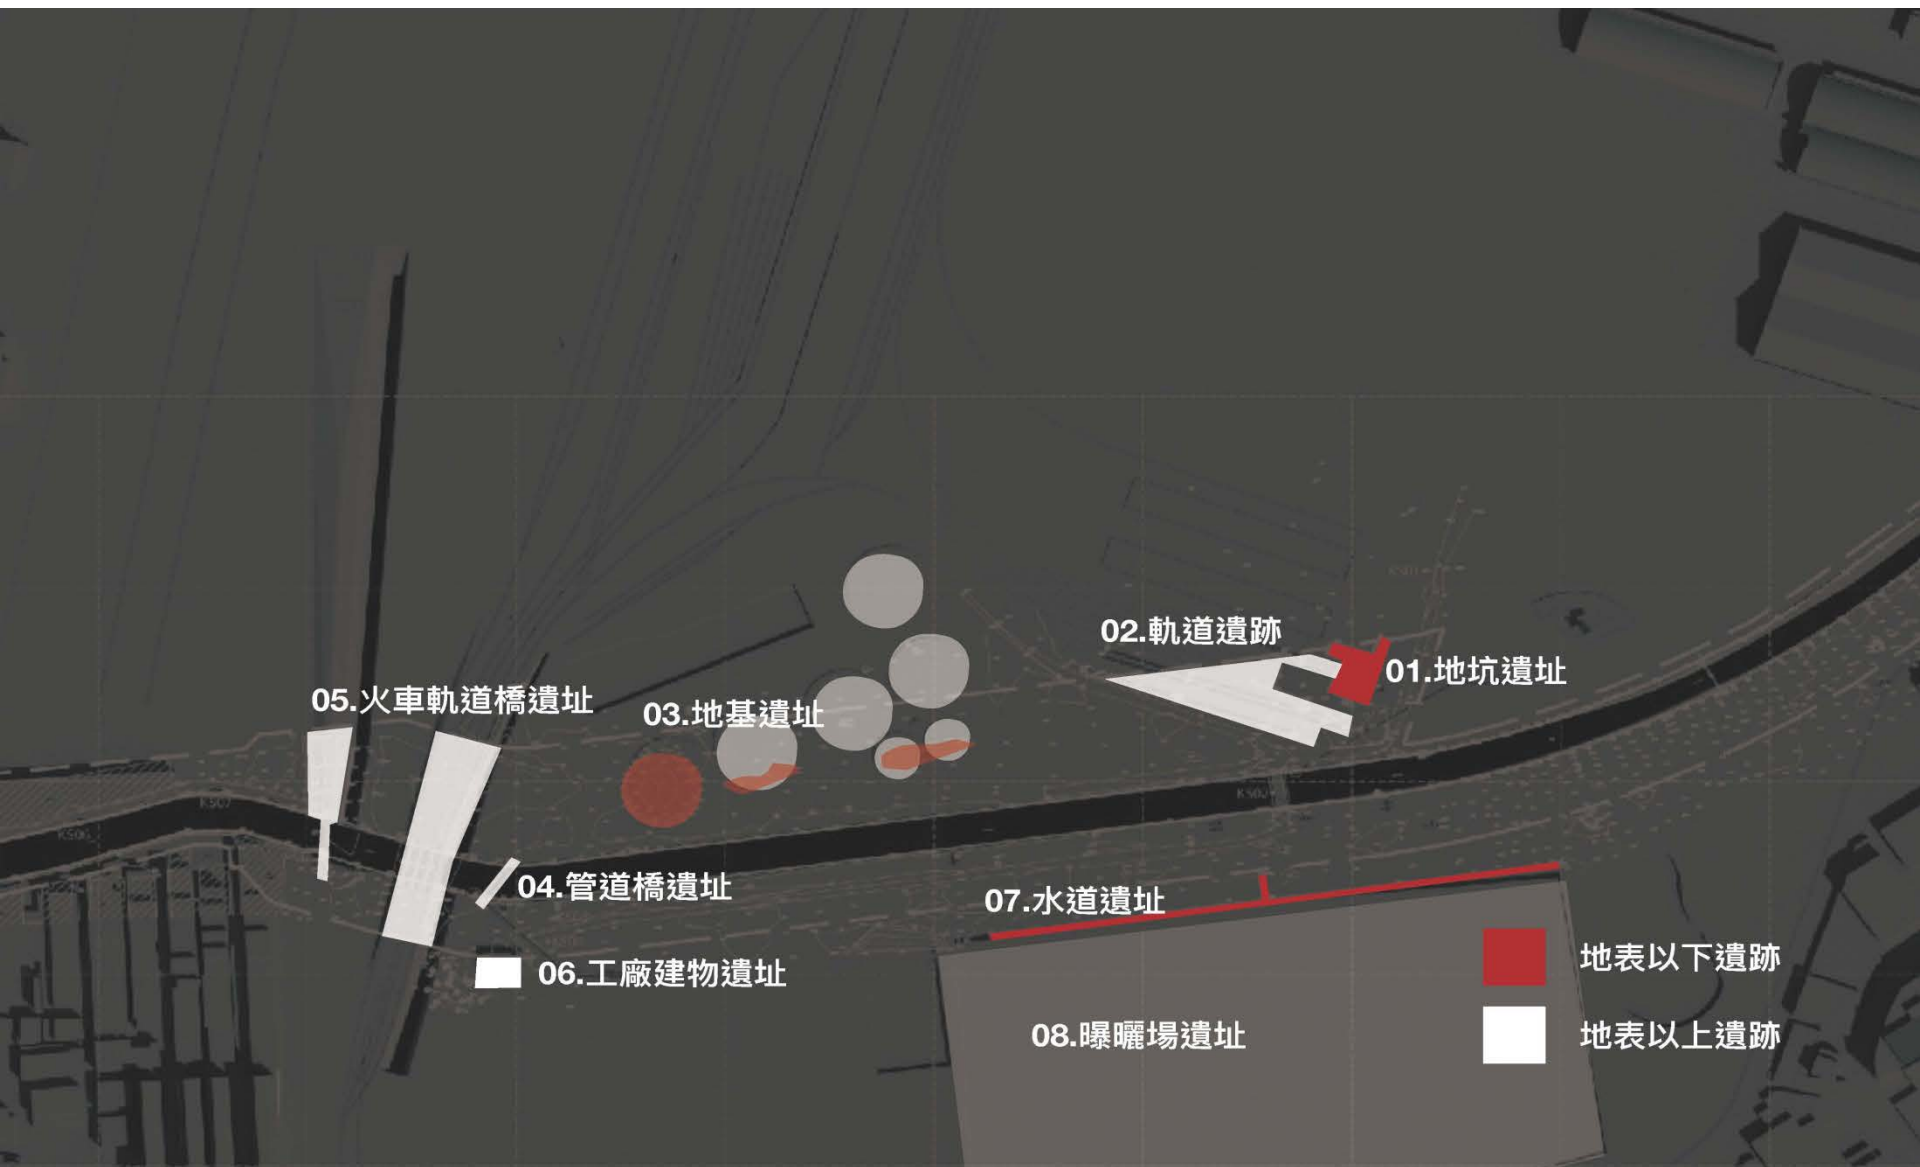 02.軌道遺跡
01.地坑遺址
05.火車軌道橋遺址
03.地基遺址
K502
K507
K506
04.管道橋遺址
07.水道遺址
06.工廠建物遺址
08.曝曬場遺址
地表以下遺跡
地表以上遺跡